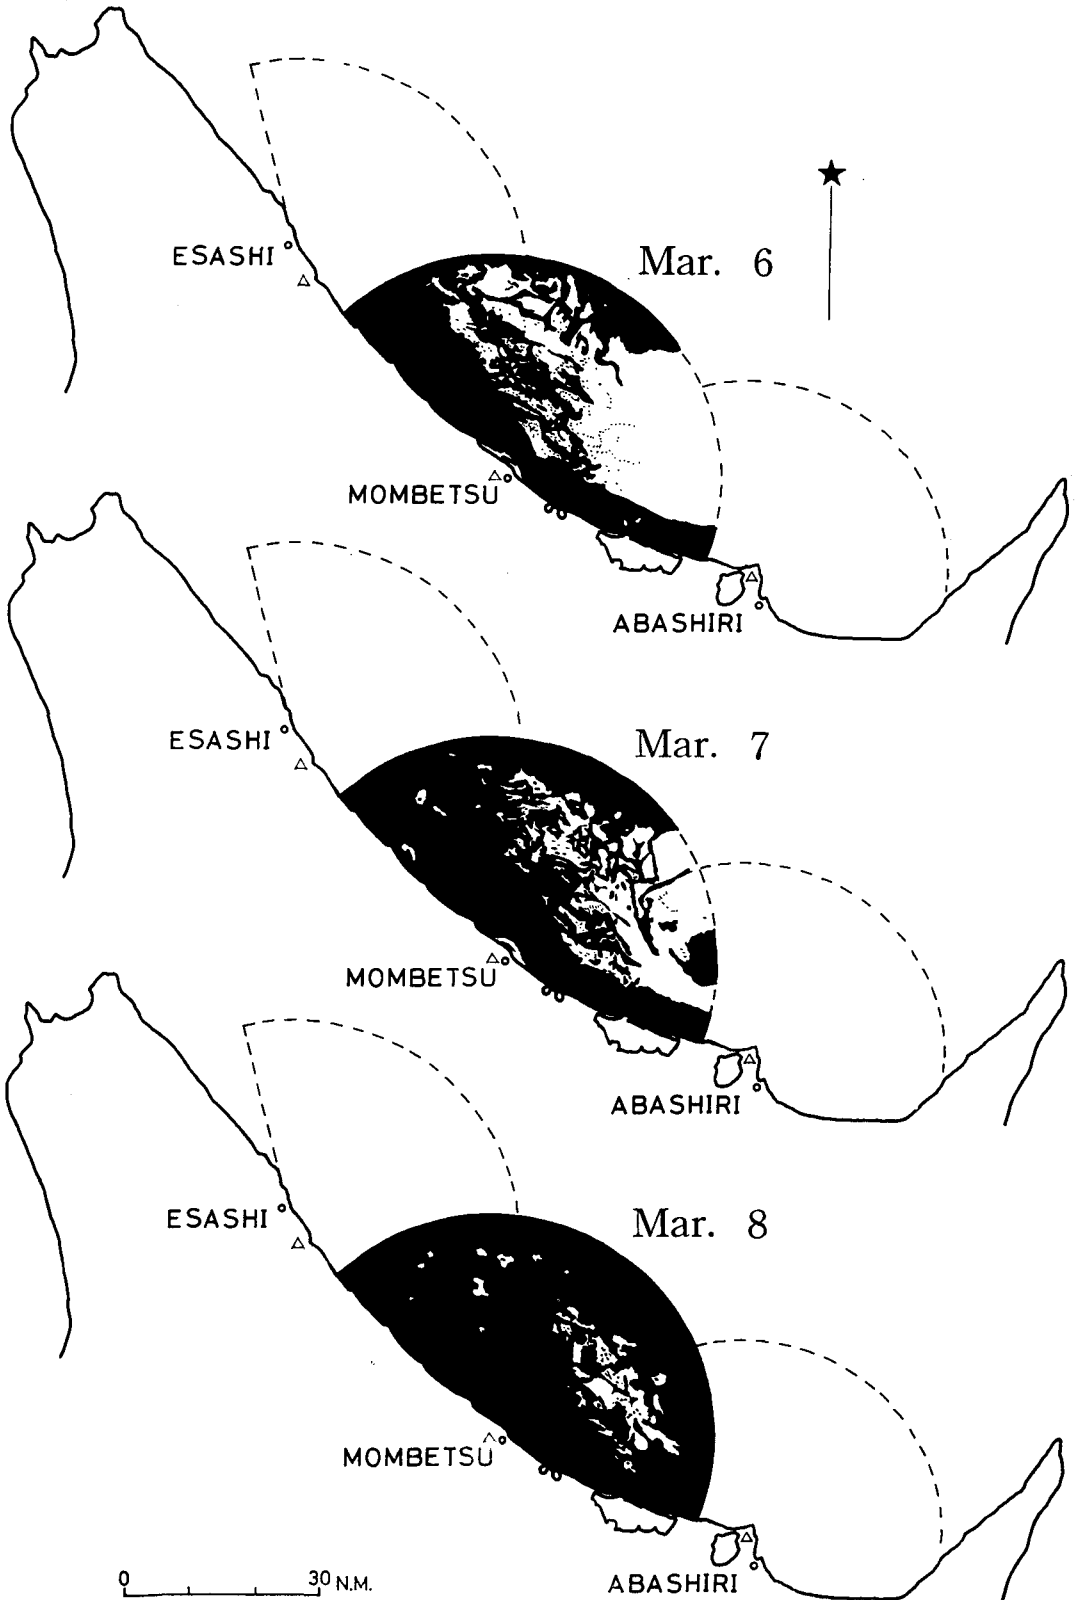 ESASHI
Mar. 6
MOMBETSU
ABASHIRI
ESASHI
Mar. 7
MOMBETSU
ABASHIRI
ESASHI
Mar. 8
MOMBETSU
ABASHIRI
0 30 N.M.